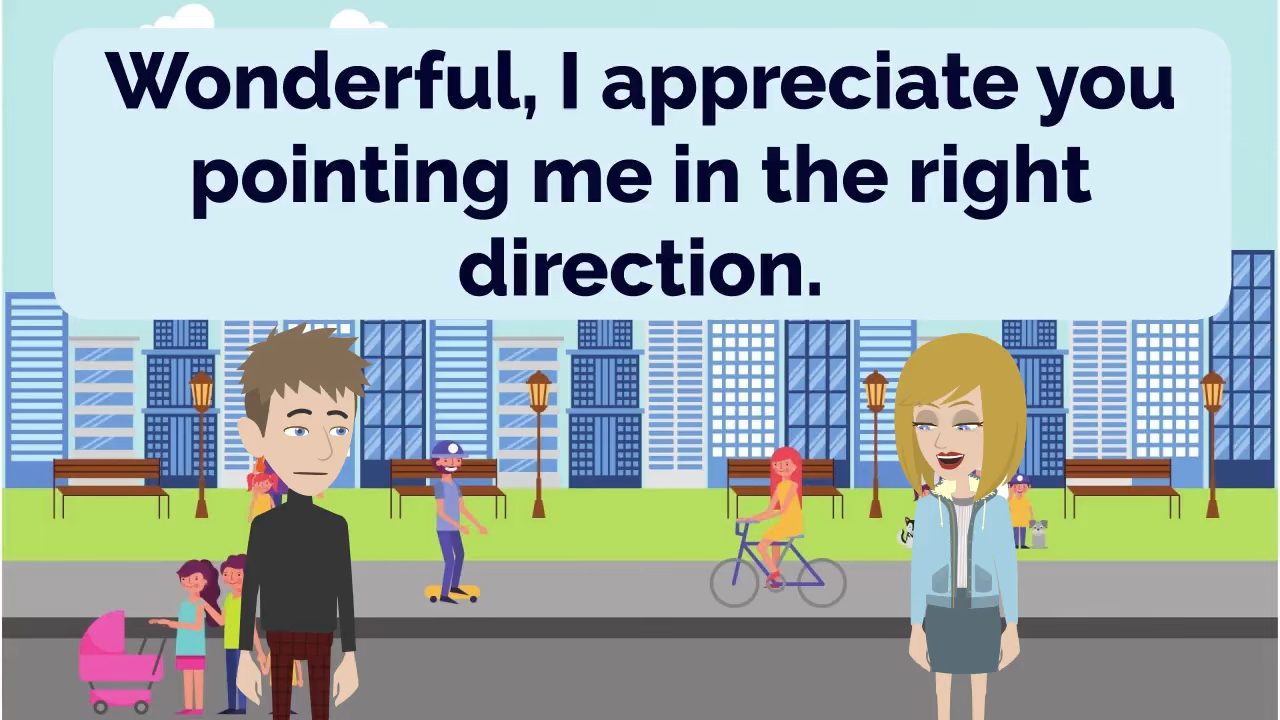 Wonderful, I appreciate you
pointing me in the right
direction.